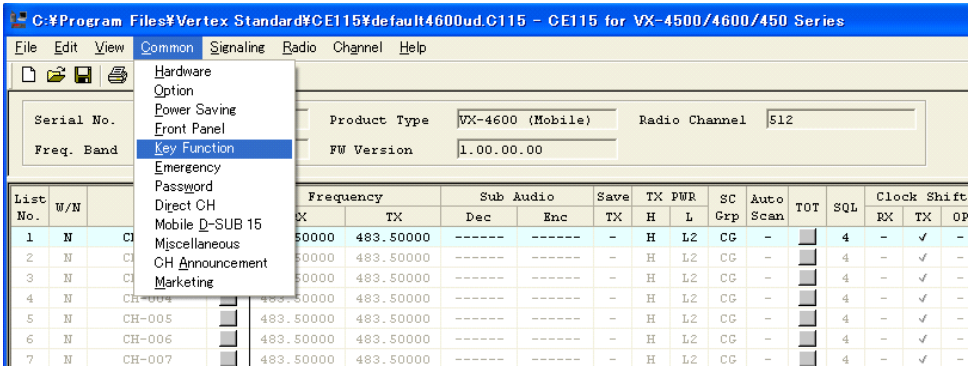 C:¥Program Files¥Vertex Standard¥CE115¥default4600ud.C115 - CE115 for VX-4500/4600/450 Series
File Edit View Common Signaling Radio Channel Help
Hardware
Option
Power Saving
Front Panel
Key Function
Emergency
Password
Direct CH
Mobile D-SUB 15
Miscellaneous
CH Announcement
Marketing
Serial No. Product Type VX-4600 (Mobile) Radio Channel 512
Freq. Band FW Version 1.00.00.00
List No. W/N Frequency TX Sub Audio Dec Enc Save TX TX PWR H L SC Grp Auto Scan TOT SQL Clock Shift RX TX
1 N 483.50000 ------ ------ - H L2 CG - 4 - ✓ -
2 N 483.50000 ------ ------ - H L2 CG - 4 - ✓ -
3 N 483.50000 ------ ------ - H L2 CG - 4 - ✓ -
4 N CH-004 483.50000 483.50000 ------ ------ - H L2 CG - 4 - ✓ -
5 N CH-005 483.50000 483.50000 ------ ------ - H L2 CG - 4 - ✓ -
6 N CH-006 483.50000 483.50000 ------ ------ - H L2 CG - 4 - ✓ -
7 N CH-007 483.50000 483.50000 ------ ------ - H L2 CG - 4 - ✓ -